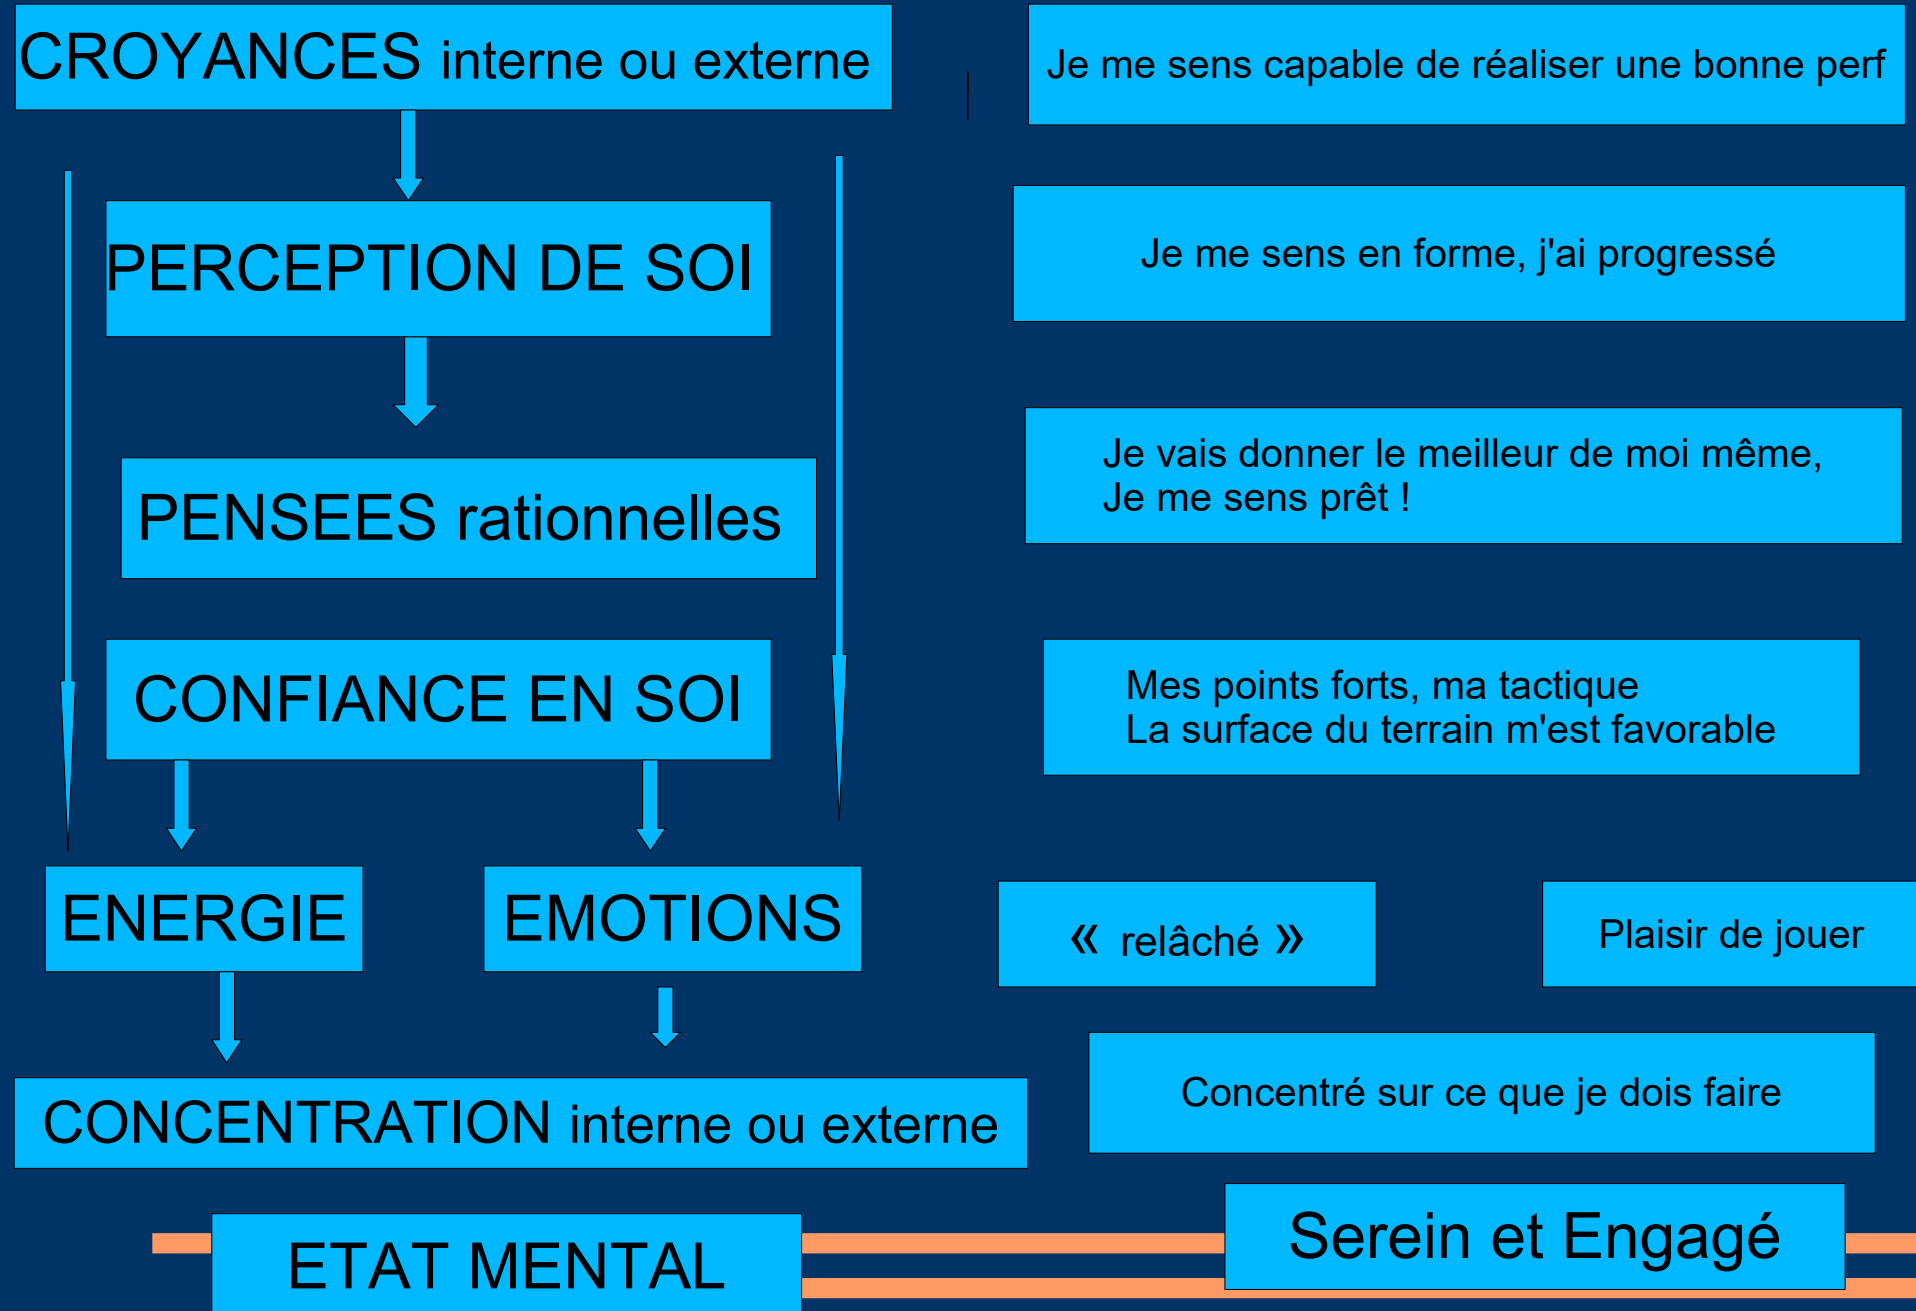 CROYANCES interne ou externe
Je me sens capable de réaliser une bonne perf
PERCEPTION DE SOI
Je me sens en forme, j'ai progressé
PENSEES rationnelles
Je vais donner le meilleur de moi même,
Je me sens prêt !
CONFIANCE EN SOI
Mes points forts, ma tactique
La surface du terrain m'est favorable
ENERGIE
EMOTIONS
« relâché »
Plaisir de jouer
CONCENTRATION interne ou externe
Concentré sur ce que je dois faire
ETAT MENTAL
Serein et Engagé